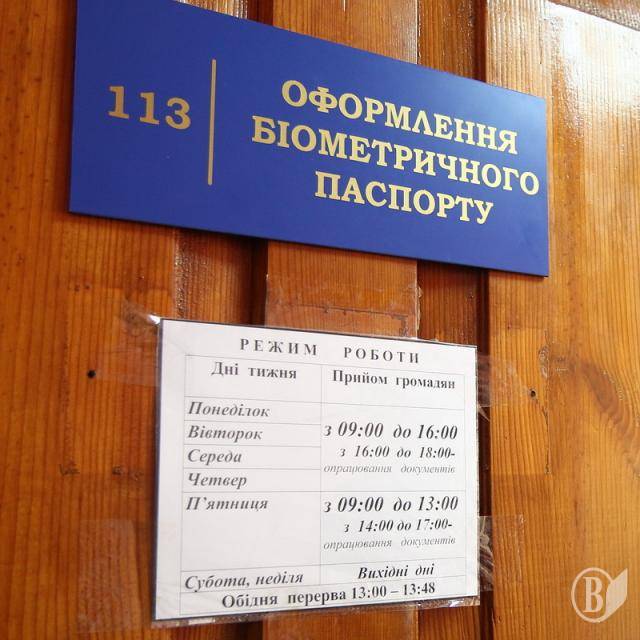 113
ОФОРМЛЕННЯ
БІОМЕТРИЧНОГО
ПАСПОРТУ
РЕЖИМ РОБОТИ
Дні тижня Прийом громадян
Понеділок
Вівторок
Середа
Четвер
з 09:00 до 16:00
з 16:00 до 18:00-
опрацювання документів
П'ятниця
з 09:00 до 13:00
з 14:00 до 17:00-
опрацювання документів
Субота, неділя Вихідні дні
Обідня перерва 13:00 – 13:48
В